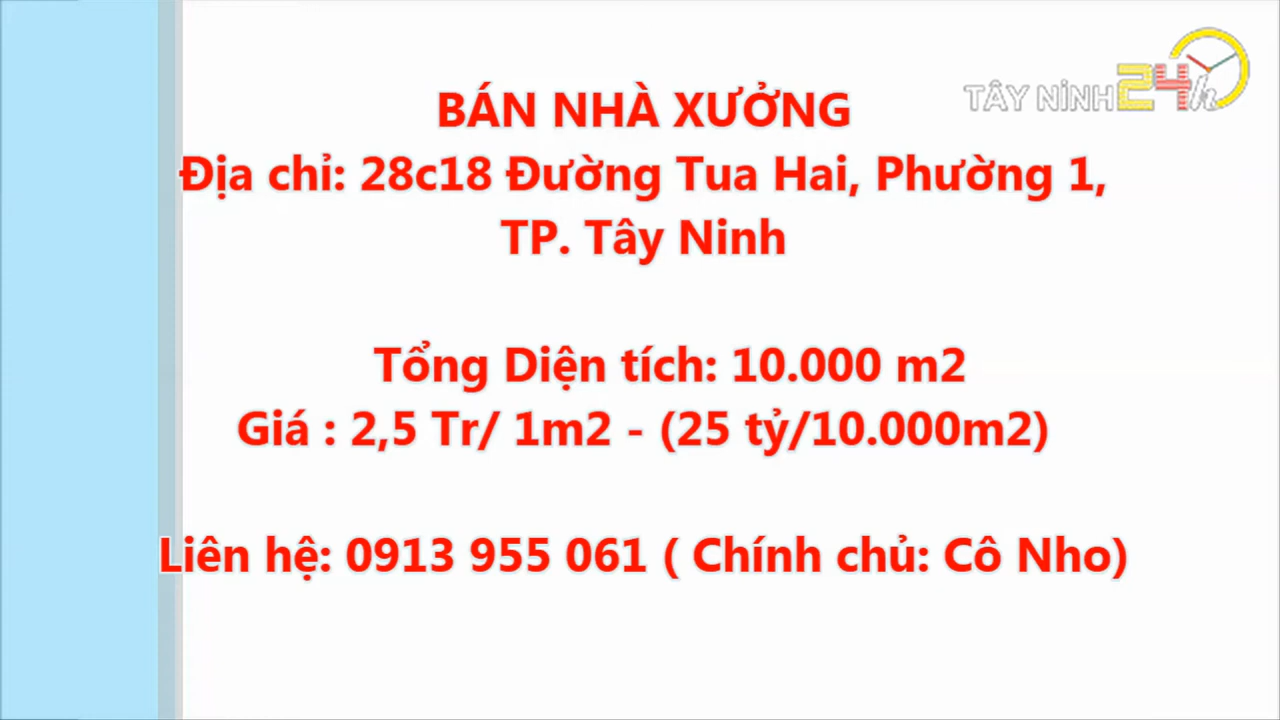 TÂY NINH 24h
BÁN NHÀ XƯỞNG
Địa chỉ: 28c18 Đường Tua Hai, Phường 1,
TP. Tây Ninh
Tổng Diện tích: 10.000 m2
Giá : 2,5 Tr/ 1m2 - (25 tỷ/10.000m2)
Liên hệ: 0913 955 061 ( Chính chủ: Cô Nho)